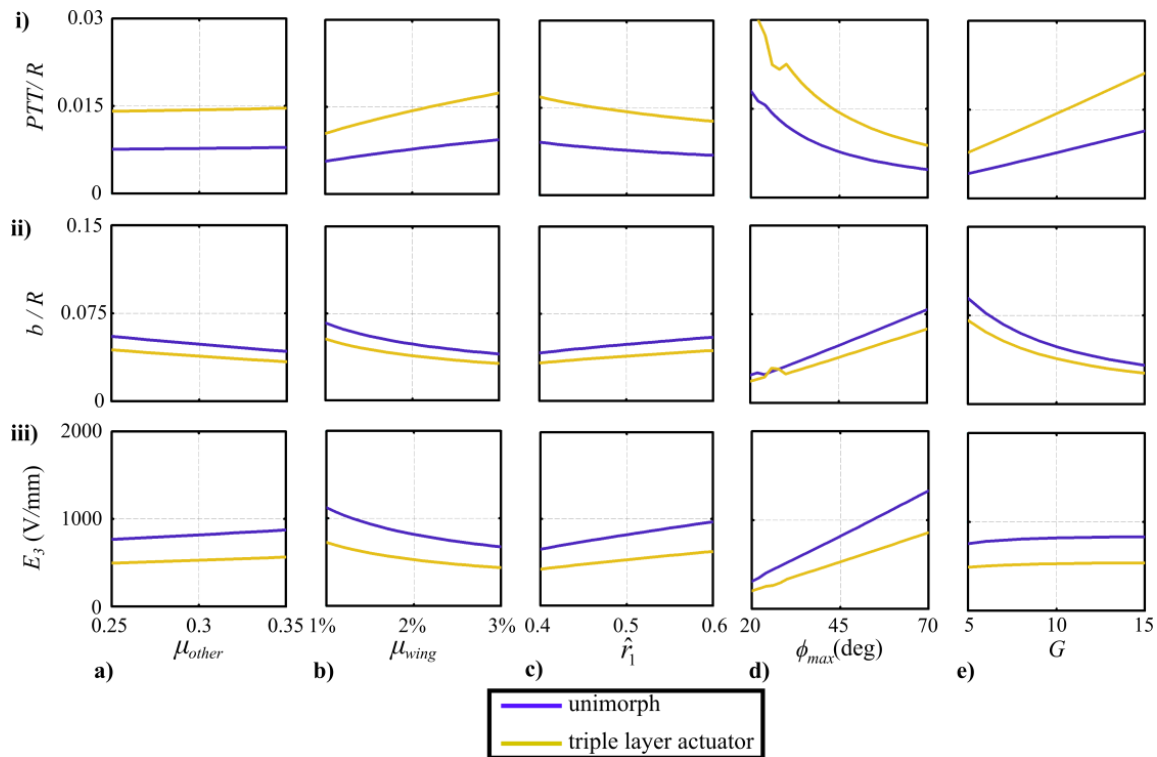 i)
PTT/ R
0.03
0.015
0
ii)
b / R
0.15
0.075
0
iii)
E3 (V/mm)
2000
1000
0
0.25 0.3 0.35 1% 2% 3% 0.4 0.5 0.6 20 45 70 5 10 15
a) μother b) μwing c) r̂1 d) ϕmax(deg) e) G
unimorph
triple layer actuator